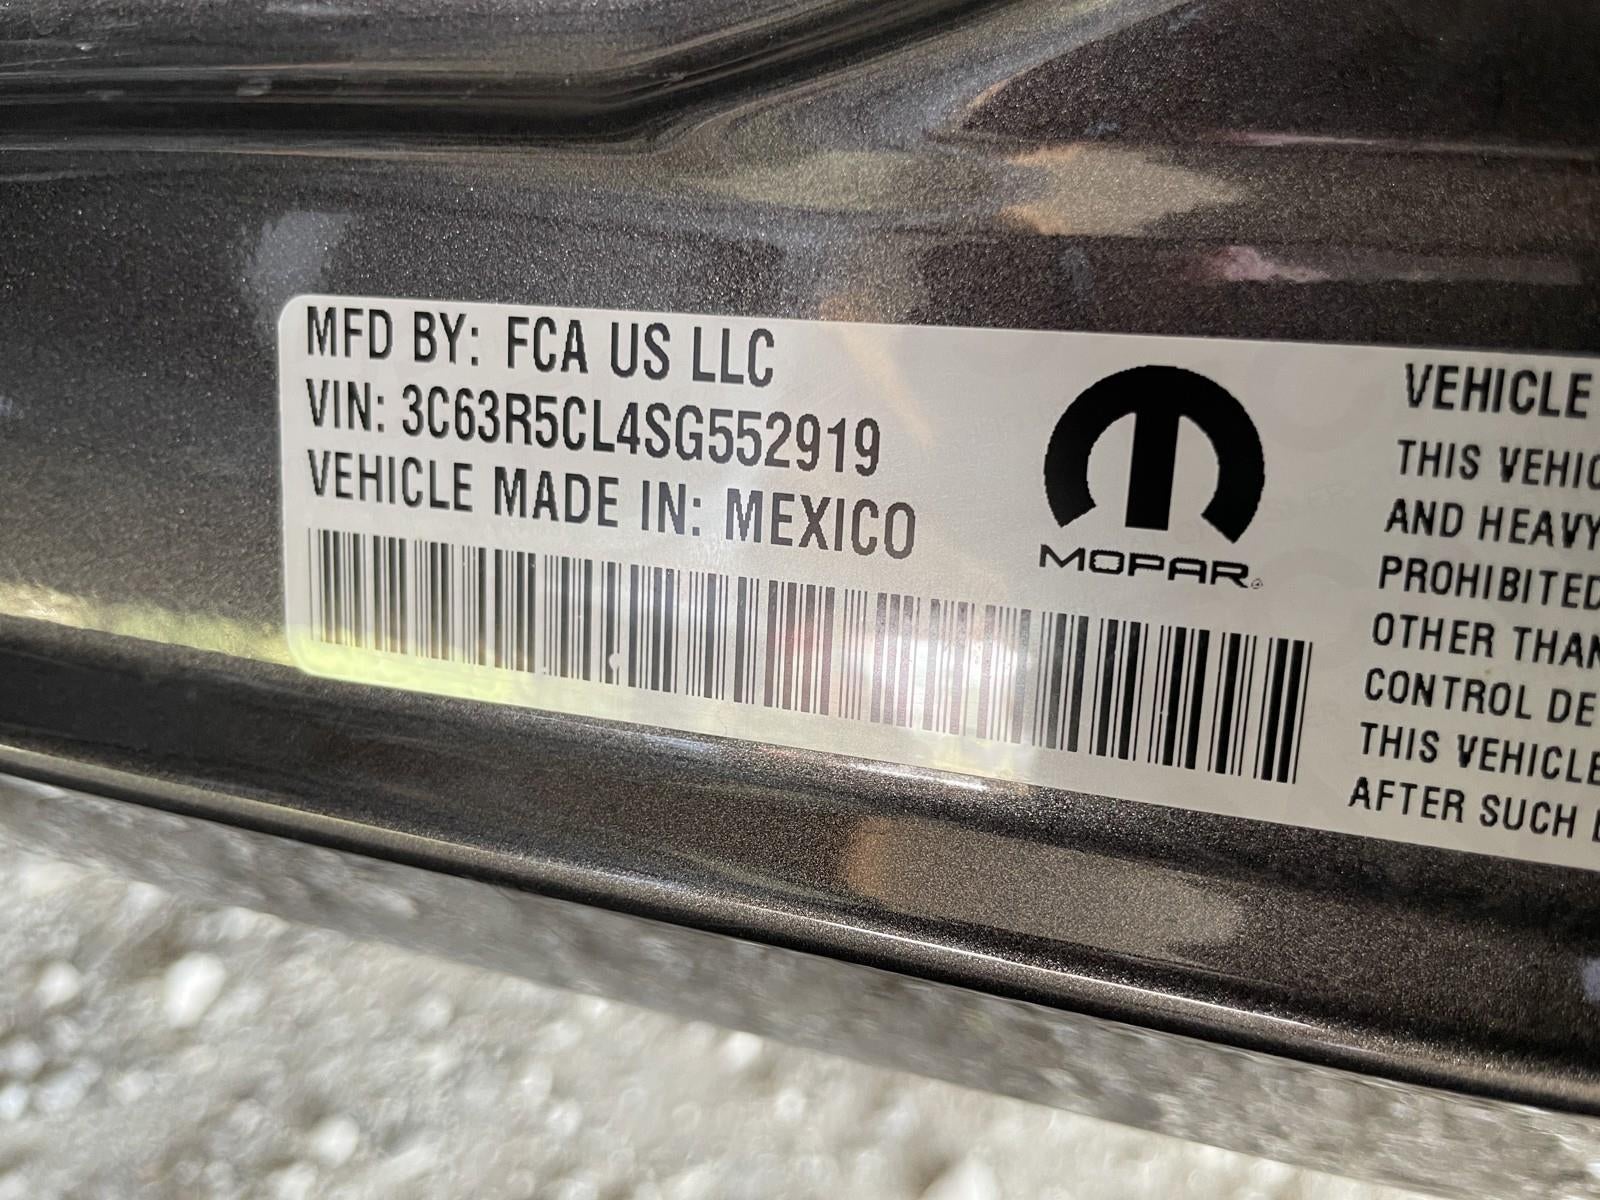 MFD BY: FCA US LLC
VIN: 3C63R5CL4SG552919
VEHICLE MADE IN: MEXICO
MOPAR
VEHICLE
THIS VEHIC
AND HEAVY
PROHIBITED
OTHER THAN
CONTROL DE
THIS VEHICLE
AFTER SUCH